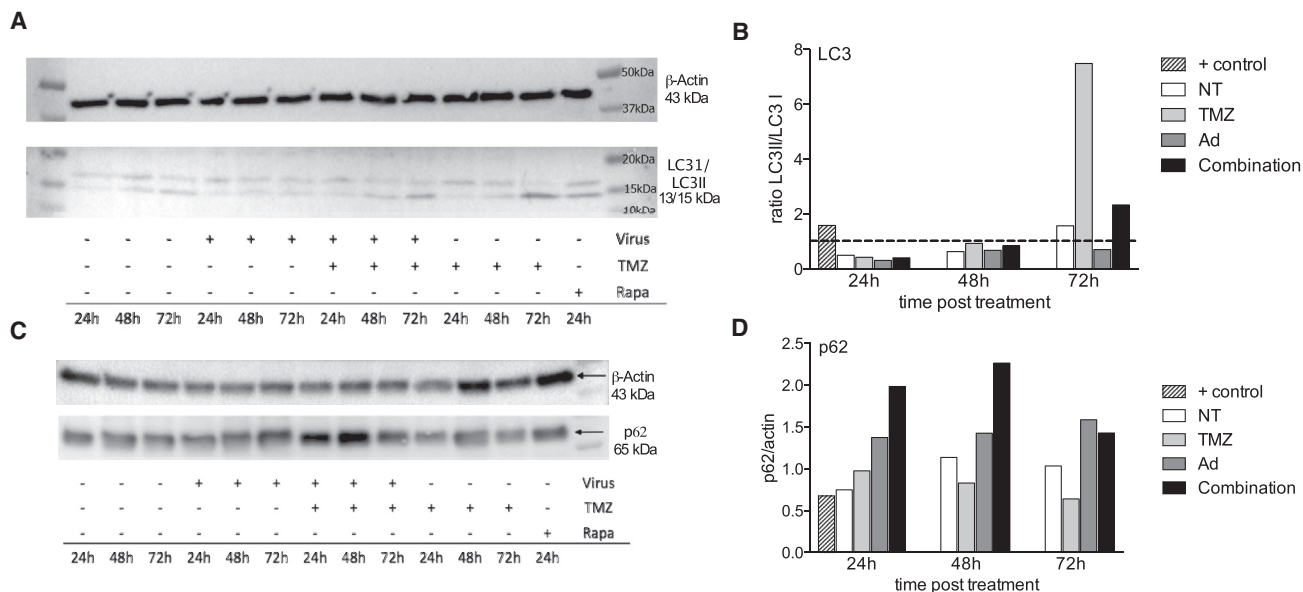 A
50kDa
β-Actin
43 kDa
37kDa
20kDa
LC31/
LC3II
15kDa
13/15 kDa
10kDa
- - - + + + + + + - - - - Virus
- - - - - - + + + + + + - TMZ
- - - - - - - - - - - - + Rapa
24h 48h 72h 24h 48h 72h 24h 48h 72h 24h 48h 72h 24h
B
LC3
8
6
4
2
0
ratio LC3II/LC3 I
24h 48h 72h
time post treatment
+ control
NT
TMZ
Ad
Combination
C
β-Actin
43 kDa
p62
65 kDa
- - - + + + + + + - - - - Virus
- - - - - - + + + + + + - TMZ
- - - - - - - - - - - - + Rapa
24h 48h 72h 24h 48h 72h 24h 48h 72h 24h 48h 72h 24h
D
p62
2.5
2.0
1.5
1.0
0.5
0.0
p62/actin
24h 48h 72h
time post treatment
+ control
NT
TMZ
Ad
Combination